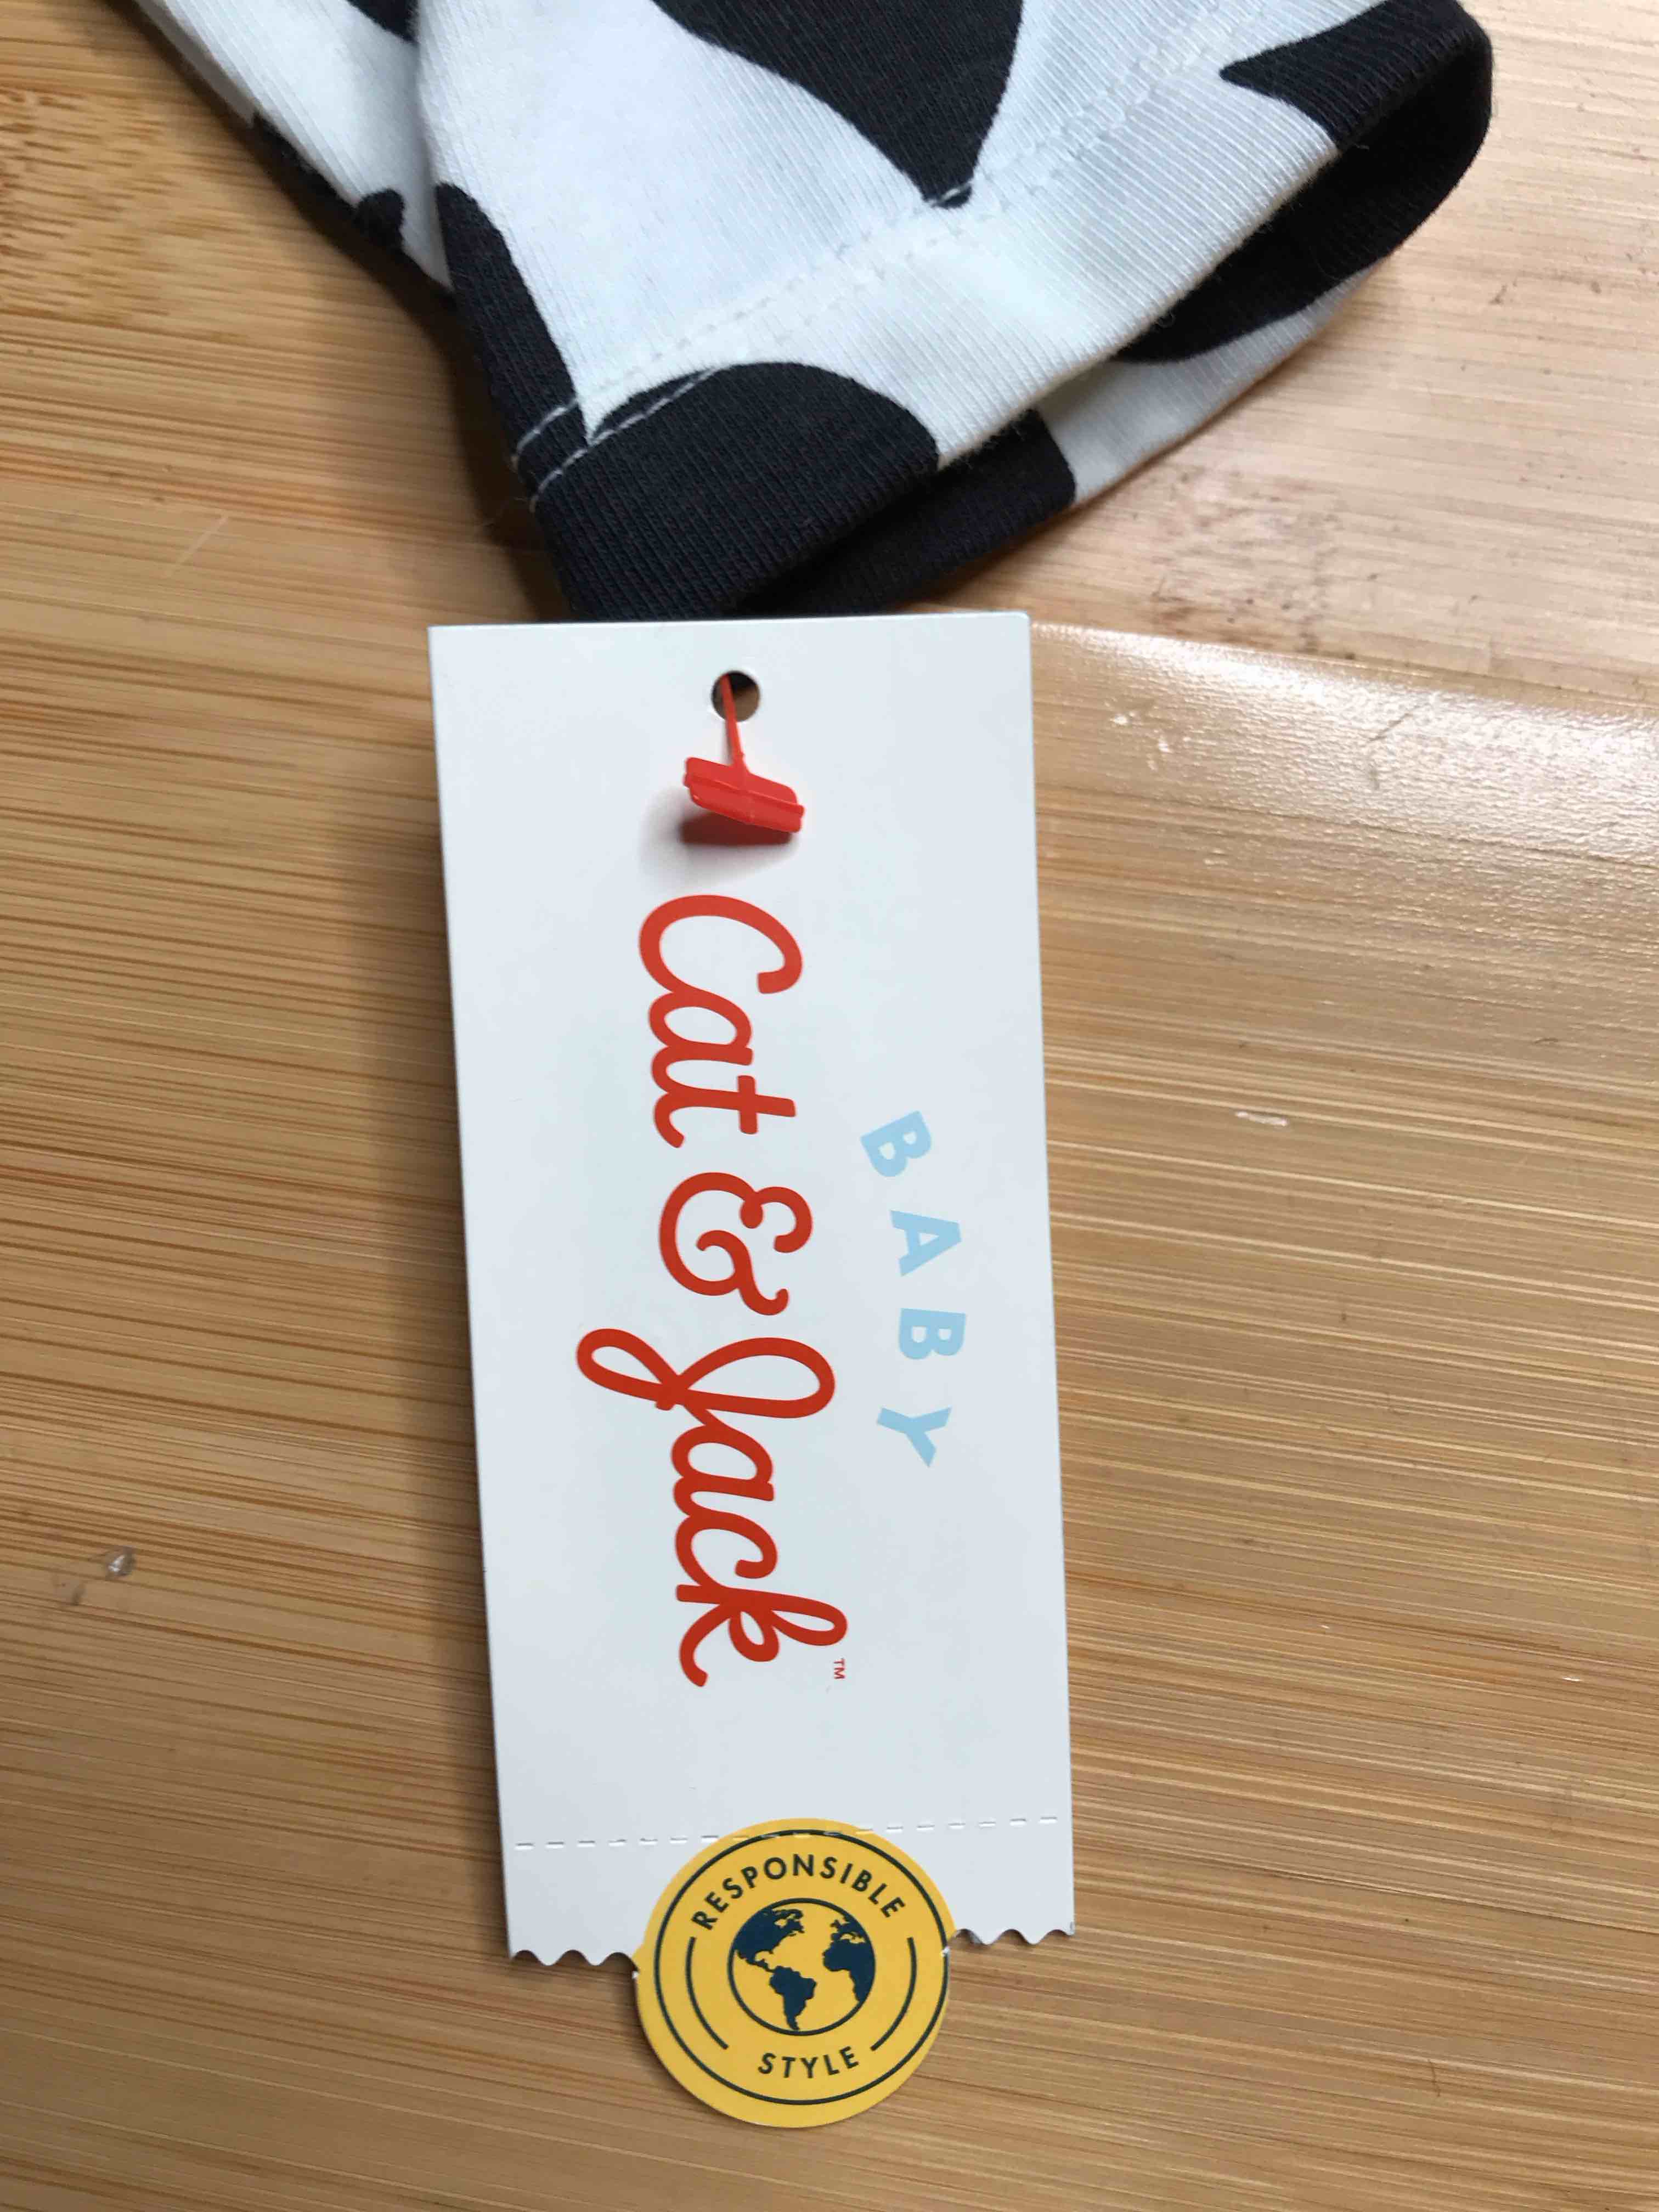 BABY
Cat & Jack™
RESPONSIBLE
STYLE